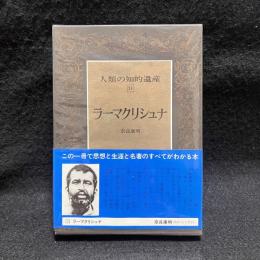 人類の知的遺産
53
ラーマクリシュナ
奈良康明
この一冊で思想と生涯と名著のすべてがわかる本
53 ラーマクリシュナ
奈良康明